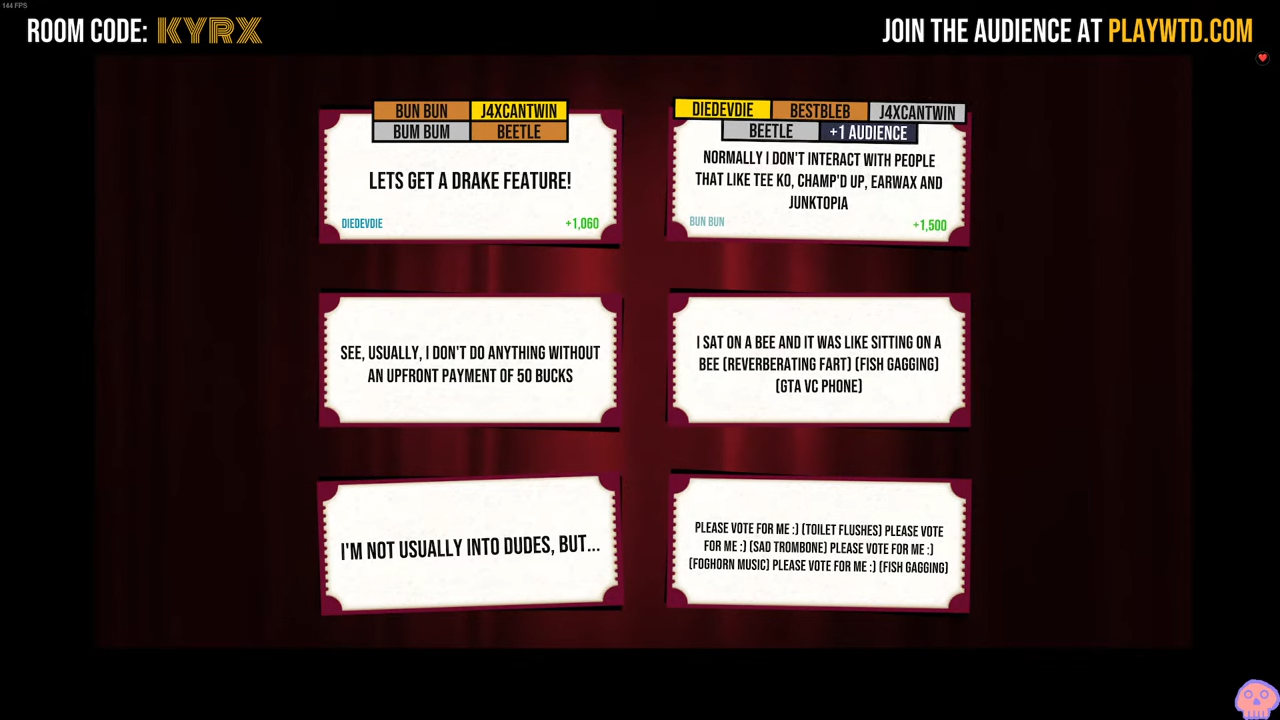 144 FPS
ROOM CODE: KYRX
JOIN THE AUDIENCE AT PLAYWTD.COM
BUN BUN
J4XCANTWIN
BUM BUM
BEETLE
LETS GET A DRAKE FEATURE!
DIEDEVDIE
+1,060
DIEDEVDIE
BESTBLEB
J4XCANTWIN
BEETLE
+1 AUDIENCE
NORMALLY I DON'T INTERACT WITH PEOPLE
THAT LIKE TEE KO, CHAMP'D UP, EARWAX AND
JUNKTOPIA
BUN BUN
+1,500
SEE, USUALLY, I DON'T DO ANYTHING WITHOUT
AN UPFRONT PAYMENT OF 50 BUCKS
I SAT ON A BEE AND IT WAS LIKE SITTING ON A
BEE (REVERBERATING FART) (FISH GAGGING)
(GTA VC PHONE)
I'M NOT USUALLY INTO DUDES, BUT...
PLEASE VOTE FOR ME :) (TOILET FLUSHES) PLEASE VOTE
FOR ME :) (SAD TROMBONE) PLEASE VOTE FOR ME :)
(FOGHORN MUSIC) PLEASE VOTE FOR ME :) (FISH GAGGING)